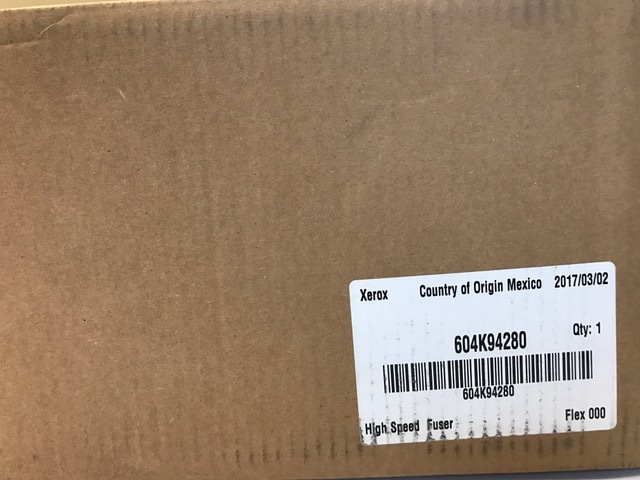 Xerox Country of Origin Mexico 2017/03/02
Qty: 1
604K94280
604K94280
High Speed Fuser Flex 000